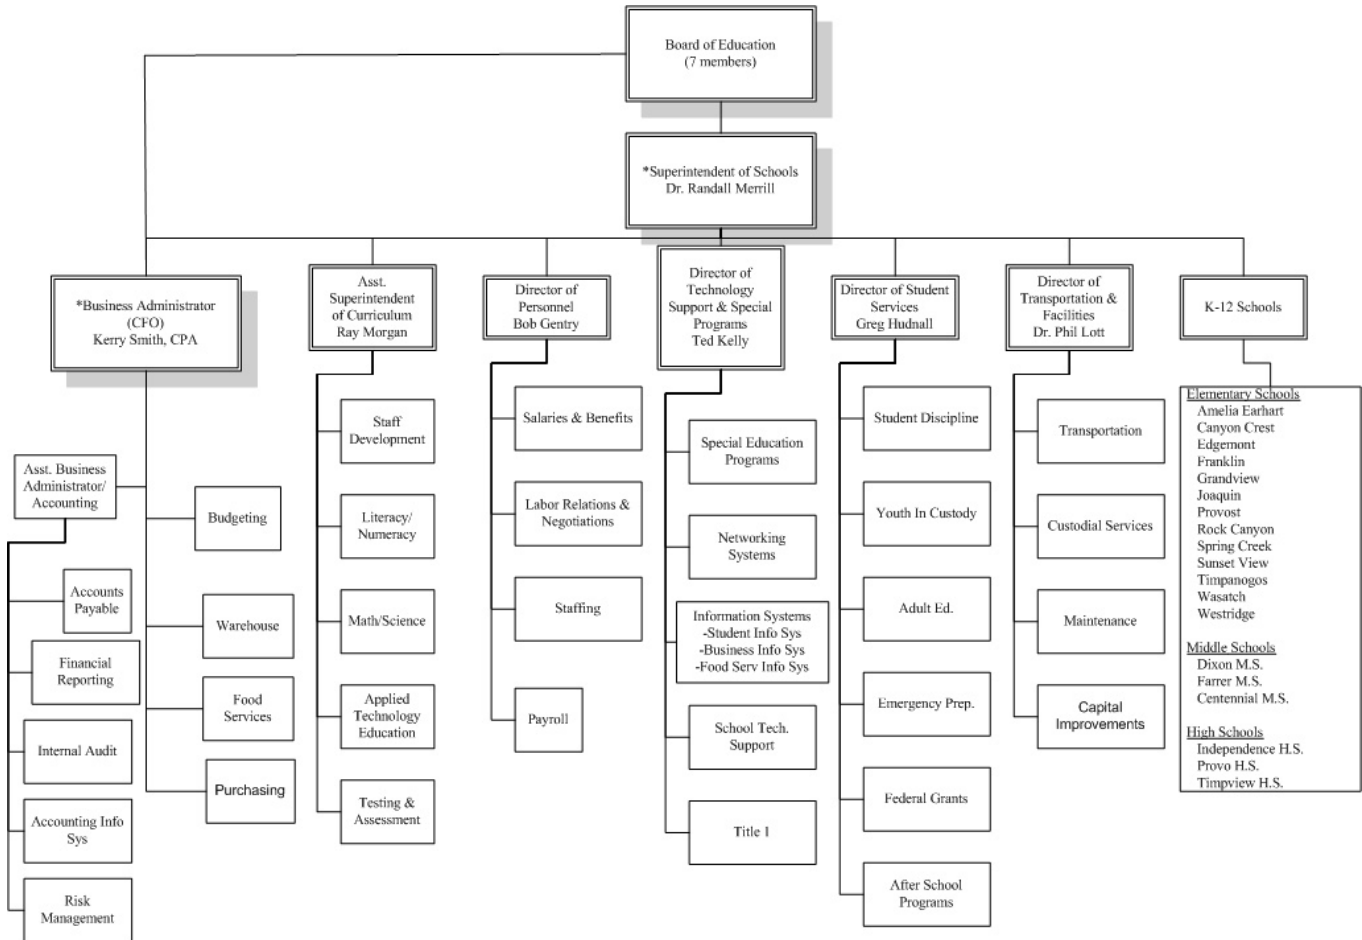 Board of Education
(7 members)
*Superintendent of Schools
Dr. Randall Merrill
*Business Administrator
(CFO)
Kerry Smith, CPA
Asst.
Superintendent
of Curriculum
Ray Morgan
Director of
Personnel
Bob Gentry
Director of
Technology
Support & Special
Programs
Ted Kelly
Director of Student
Services
Greg Hudnall
Director of
Transportation &
Facilities
Dr. Phil Lott
K-12 Schools
Asst. Business
Administrator/
Accounting
Accounts
Payable
Financial
Reporting
Internal Audit
Accounting Info
Sys
Risk
Management
Budgeting
Warehouse
Food
Services
Purchasing
Staff
Development
Literacy/
Numeracy
Math/Science
Applied
Technology
Education
Testing &
Assessment
Salaries & Benefits
Labor Relations &
Negotiations
Staffing
Payroll
Special Education
Programs
Networking
Systems
Information Systems
-Student Info Sys
-Business Info Sys
-Food Serv Info Sys
School Tech.
Support
Title 1
Student Discipline
Youth In Custody
Adult Ed.
Emergency Prep.
Federal Grants
After School
Programs
Transportation
Custodial Services
Maintenance
Capital
Improvements
Elementary Schools
Amelia Earhart
Canyon Crest
Edgemont
Franklin
Grandview
Joaquin
Provost
Rock Canyon
Spring Creek
Sunset View
Timpanogos
Wasatch
Westridge
Middle Schools
Dixon M.S.
Farrer M.S.
Centennial M.S.
High Schools
Independence H.S.
Provo H.S.
Timpview H.S.